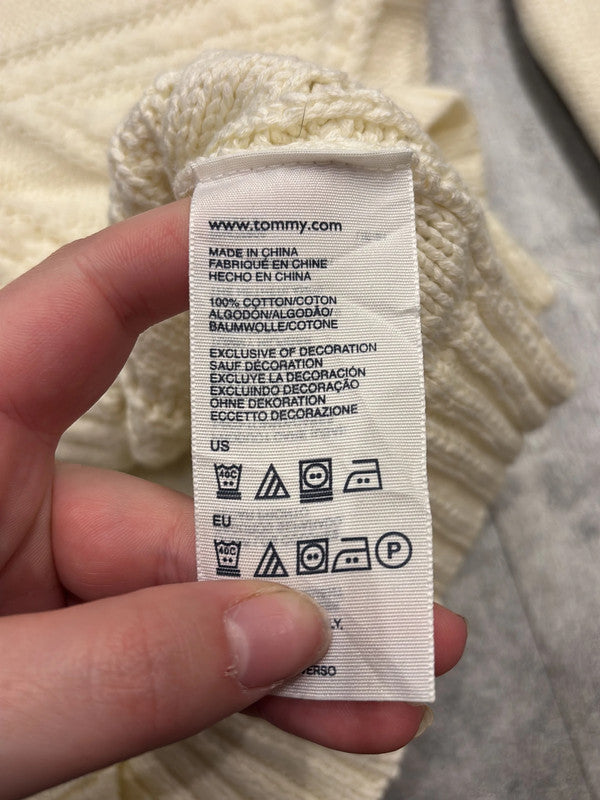 www.tommy.com
MADE IN CHINA
FABRIQUÉ EN CHINE
HECHO EN CHINA
100% COTTON/COTON
ALGODÓN/ALGODÃO/
BAUMWOLLE/COTONE
EXCLUSIVE OF DECORATION
SAUF DÉCORATION
EXCLUYE LA DECORACIÓN
EXCLUINDO DECORAÇÃO
OHNE DEKORATION
ECCETTO DECORAZIONE
US
EU
40C
P